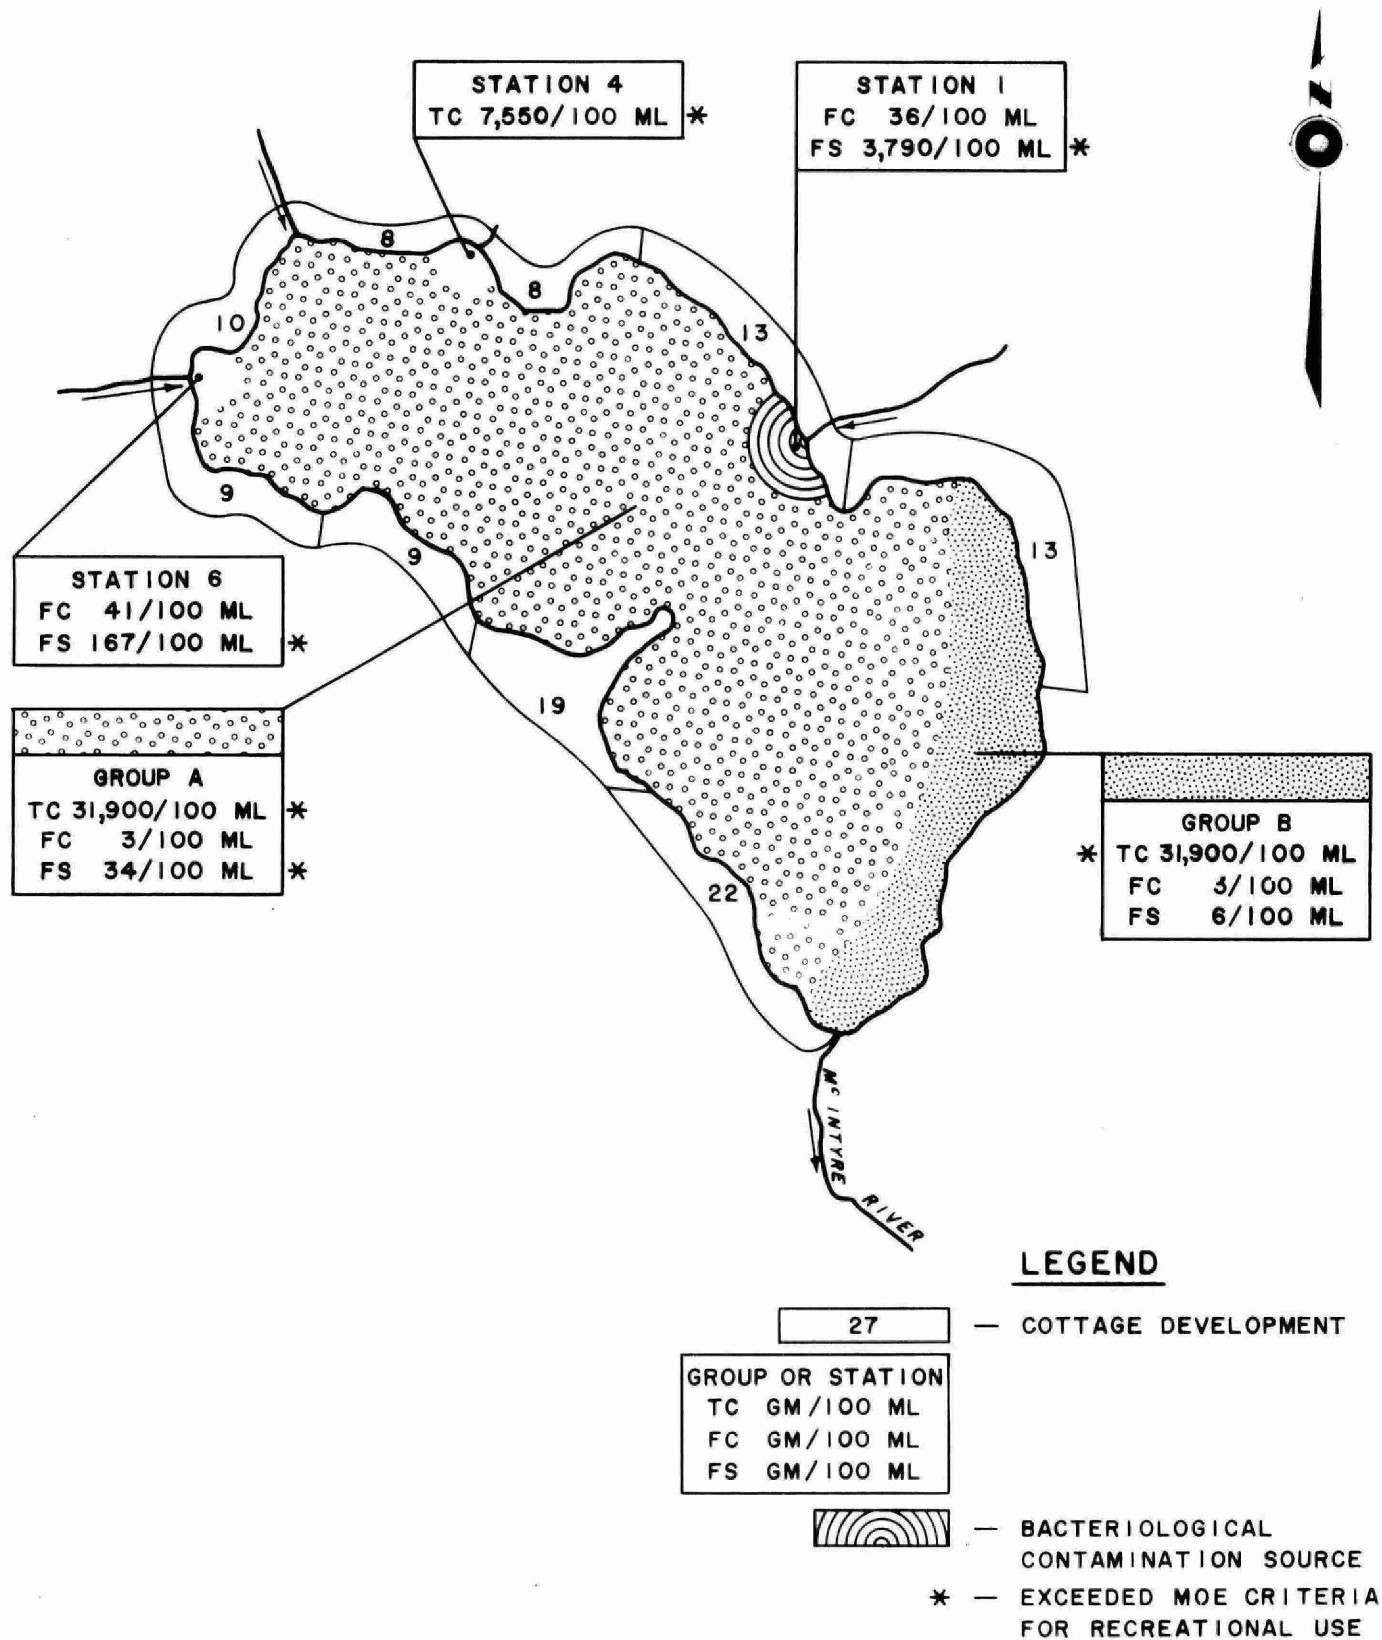 N
STATION 4
TC 7,550/100 ML *
STATION 1
FC 36/100 ML
FS 3,790/100 ML *
8
8
10
13
9
9
13
STATION 6
FC 41/100 ML
FS 167/100 ML *
19
GROUP A
TC 31,900/100 ML *
FC 3/100 ML
FS 34/100 ML *
GROUP B
* TC 31,900/100 ML
FC 3/100 ML
FS 6/100 ML
22
Mc INTYRE RIVER
LEGEND
27 — COTTAGE DEVELOPMENT
GROUP OR STATION
TC GM/100 ML
FC GM/100 ML
FS GM/100 ML
— BACTERIOLOGICAL
CONTAMINATION SOURCE
* — EXCEEDED MOE CRITERIA
FOR RECREATIONAL USE